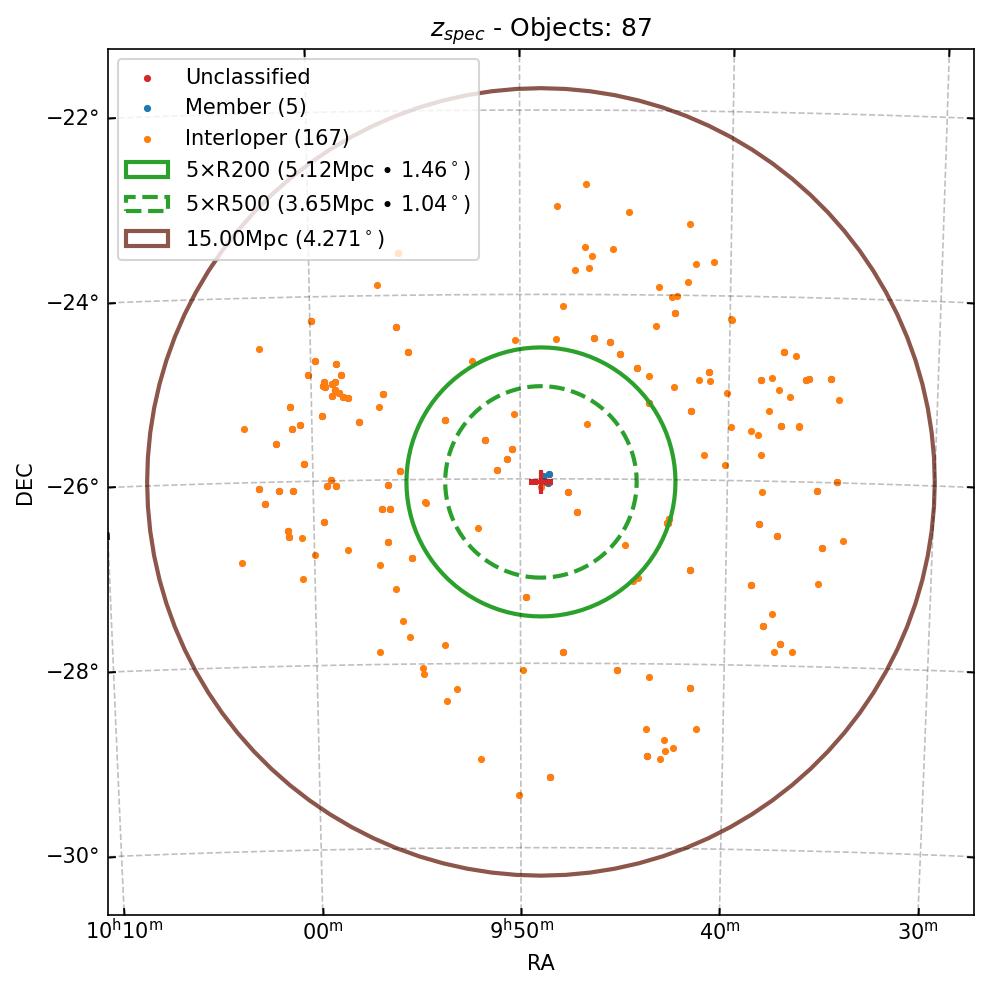 z_spec - Objects: 87
Unclassified
Member (5)
Interloper (167)
5×R200 (5.12Mpc • 1.46°)
5×R500 (3.65Mpc • 1.04°)
15.00Mpc (4.271°)
−22°
−24°
−26°
−28°
−30°
DEC
10h10m 00m 9h50m 40m 30m
RA